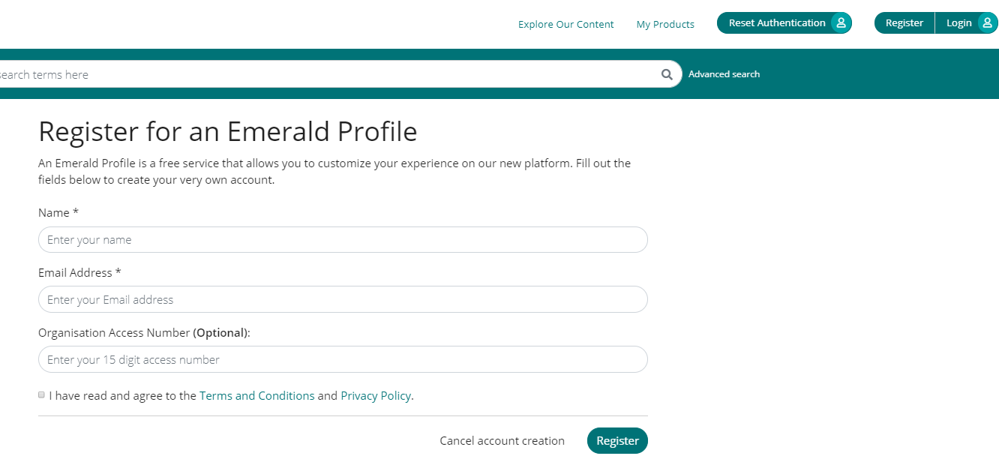 Explore Our Content My Products Reset Authentication Register Login
search terms here Advanced search
Register for an Emerald Profile
An Emerald Profile is a free service that allows you to customize your experience on our new platform. Fill out the
fields below to create your very own account.
Name *
Enter your name
Email Address *
Enter your Email address
Organisation Access Number (Optional):
Enter your 15 digit access number
I have read and agree to the Terms and Conditions and Privacy Policy.
Cancel account creation Register